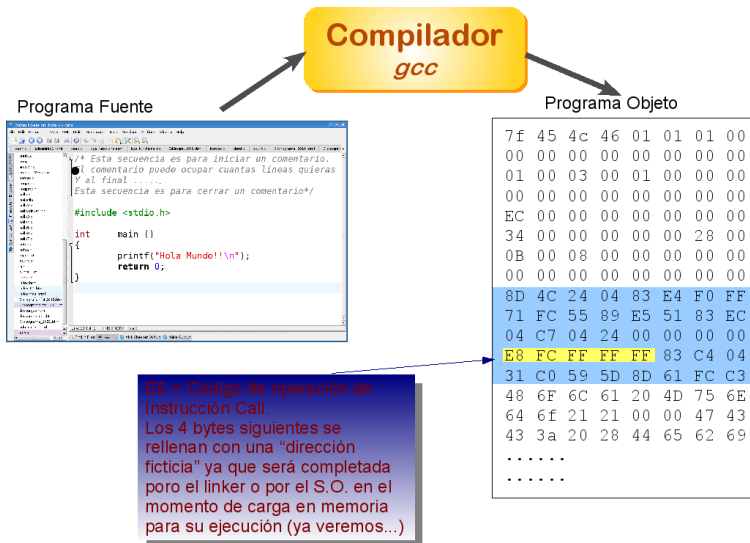 Compilador
gcc
Programa Fuente
/* Esta secuencia es para iniciar un comentario.
l comentario puede ocupar cuantas lineas quieras
Y al final .....
Esta secuencia es para cerrar un comentario*/
#include <stdio.h>
int main ()
{
printf("Hola Mundo!!\n");
return 0;
}
Programa Objeto
7f 45 4c 46 01 01 01 00
00 00 00 00 00 00 00 00
01 00 03 00 01 00 00 00
00 00 00 00 00 00 00 00
EC 00 00 00 00 00 00 00
34 00 00 00 00 00 28 00
0B 00 08 00 00 00 00 00
00 00 00 00 00 00 00 00
8D 4C 24 04 83 E4 F0 FF
71 FC 55 89 E5 51 83 EC
04 C7 04 24 00 00 00 00
E8 FC FF FF FF 83 C4 04
31 C0 59 5D 8D 61 FC C3
48 6F 6C 61 20 4D 75 6E
64 6f 21 21 00 00 47 43
43 3a 20 28 44 65 62 69
......
......
E8 = Código de operación de
Instrucción Call.
Los 4 bytes siguientes se
rellenan con una “dirección
ficticia” ya que será completada
poro el linker o por el S.O. en el
momento de carga en memoria
para su ejecución (ya veremos...)